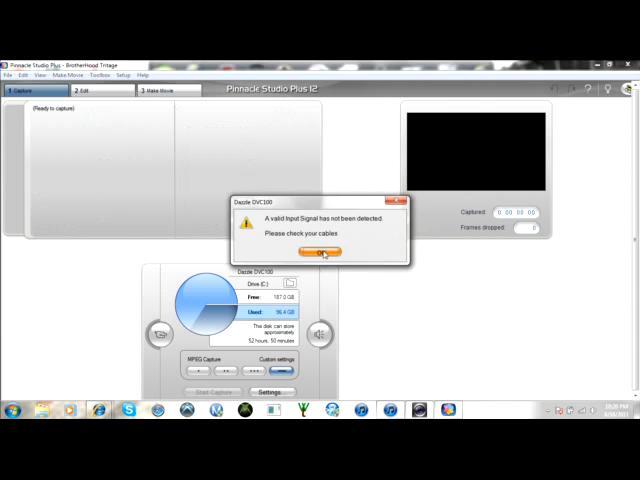 Pinnacle Studio Plus - BrotherHood Tritage
File Edit View Make Movie Toolbox Setup Help
1 Capture 2 Edit 3 Make Movie Pinnacle Studio Plus 12
(Ready to capture)
Captured: 0 00 00 00
Frames dropped: 0
Dazzle DVC100
A valid Input Signal has not been detected.
Please check your cables
Dazzle DVC100
Drive (C:)
Free: 187.0 GB
Used: 96.4 GB
This disk can store
approximately
52 hours, 50 minutes
MPEG Capture Custom settings
Start Capture Settings...
10:26 PM